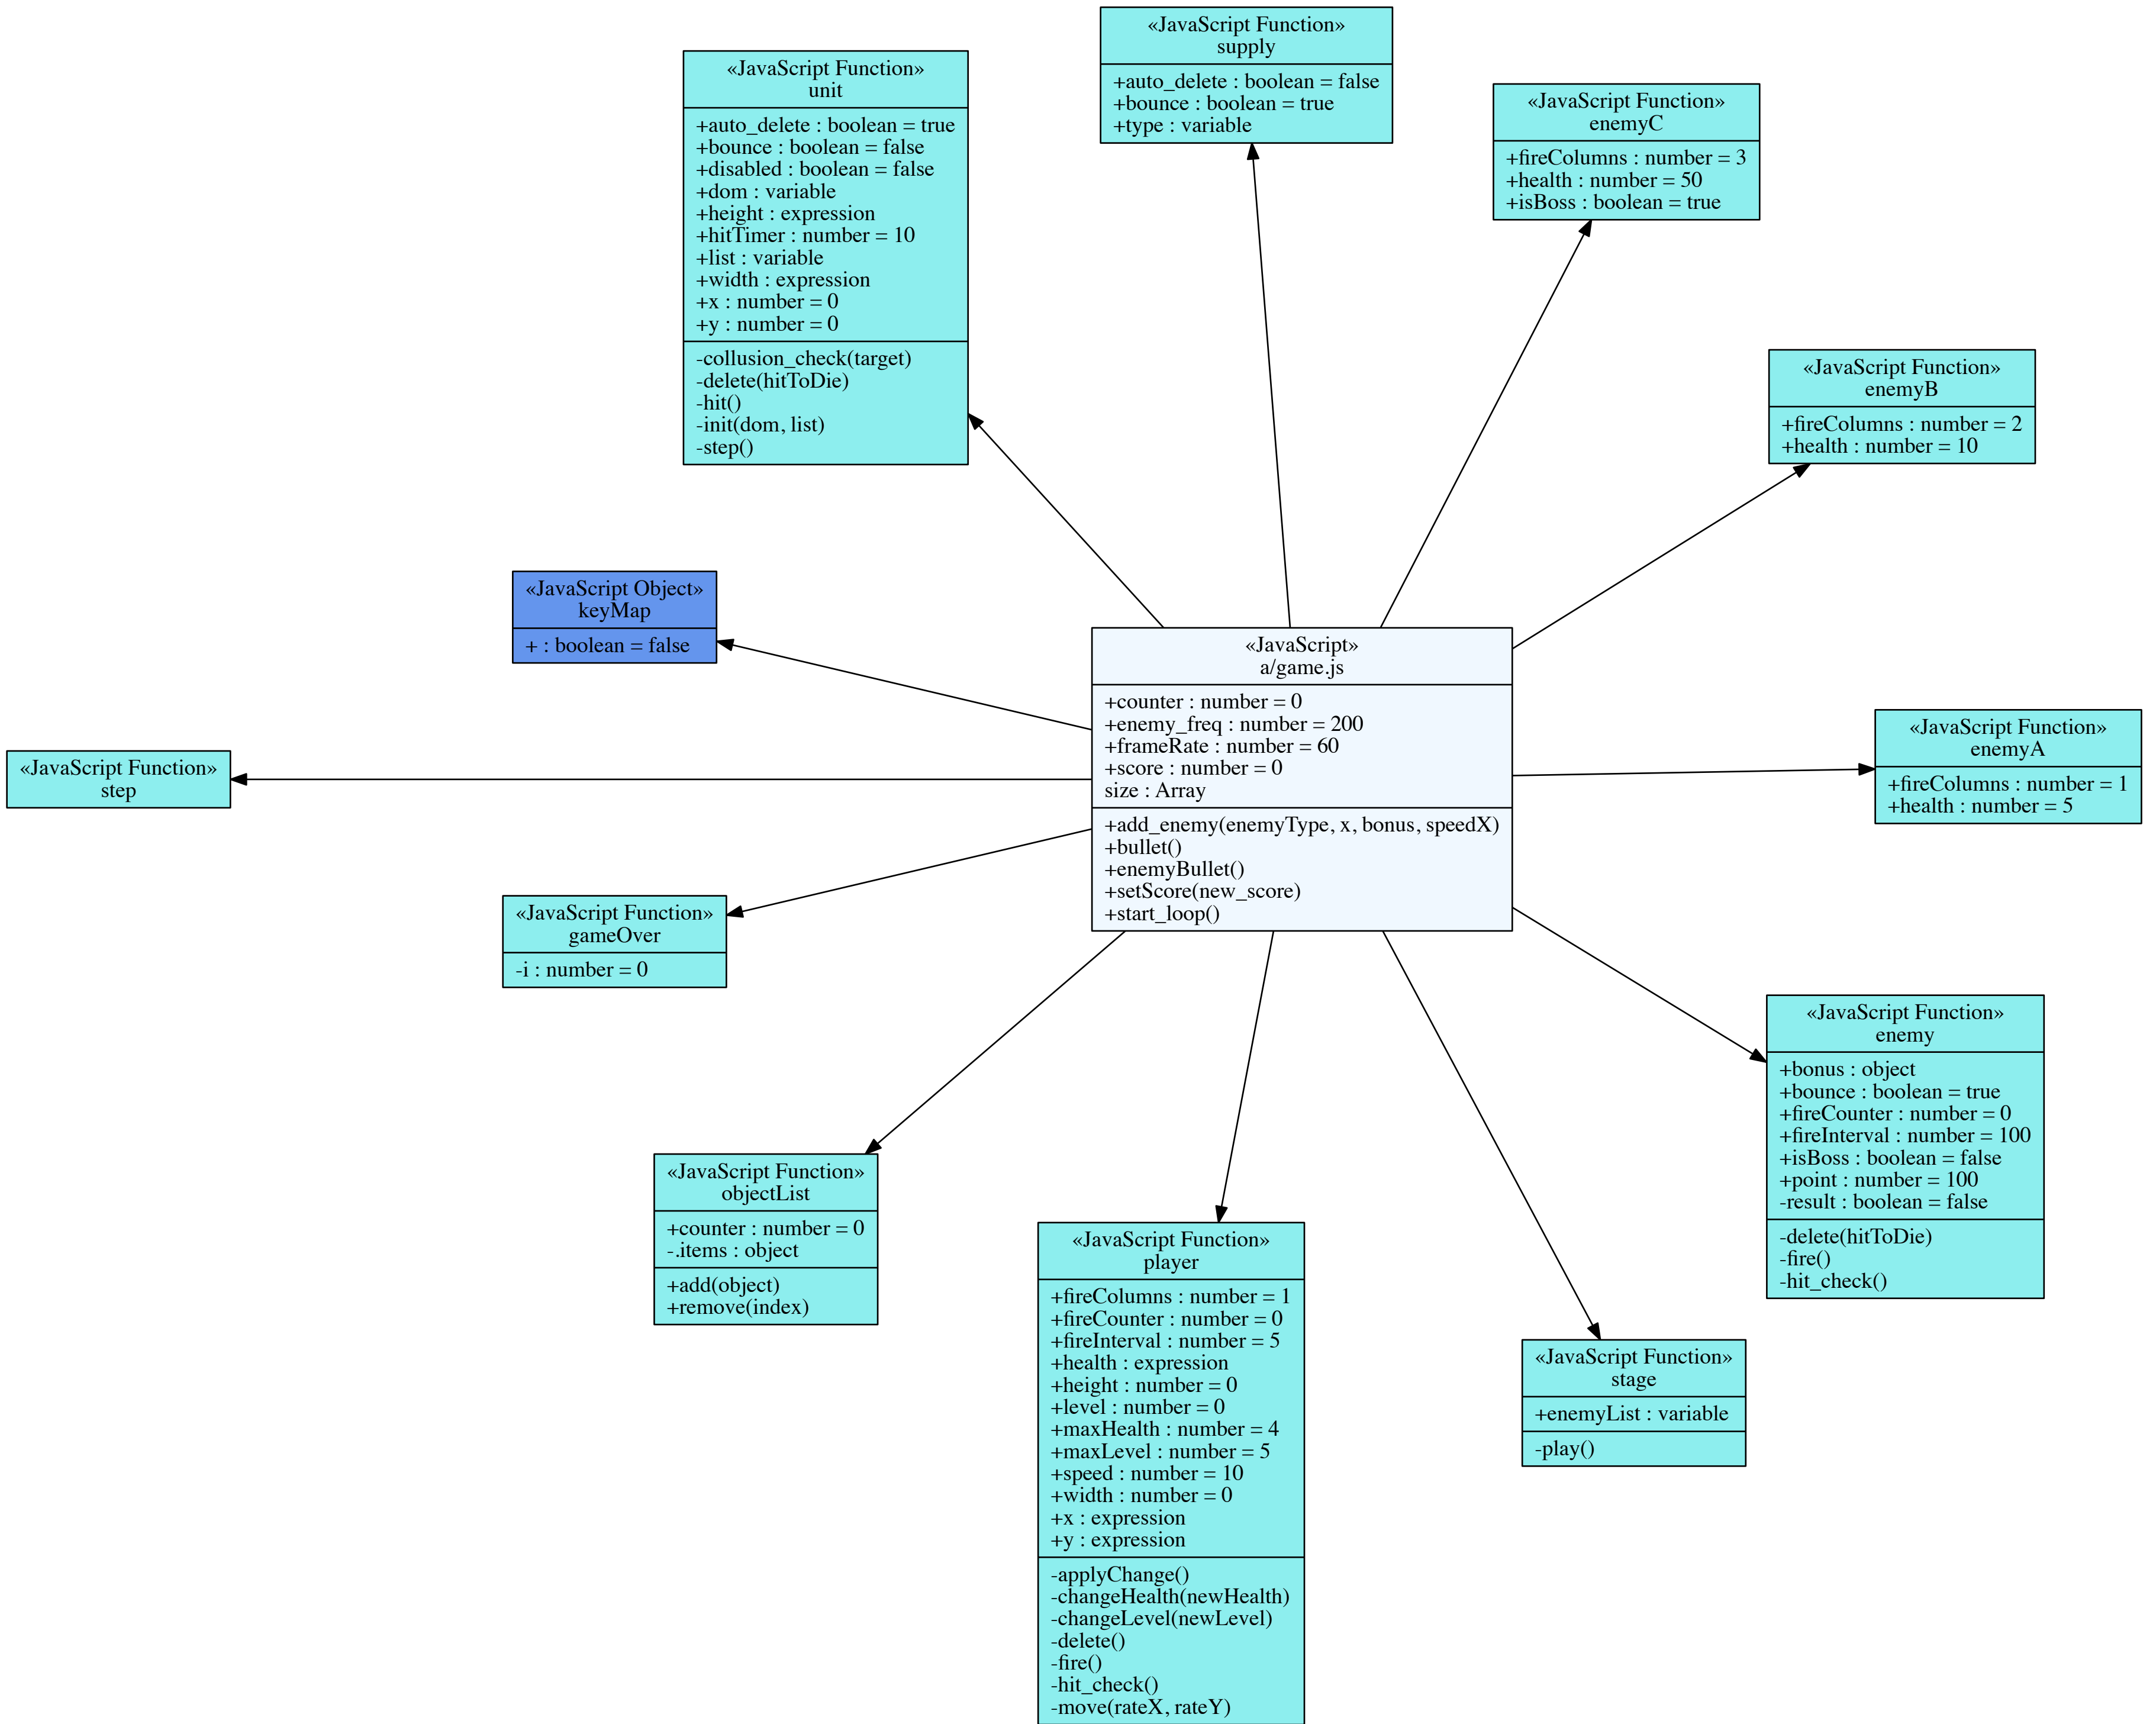 «JavaScript Function»
supply
+auto_delete : boolean = false
+bounce : boolean = true
+type : variable
«JavaScript Function»
unit
+auto_delete : boolean = true
+bounce : boolean = false
+disabled : boolean = false
+dom : variable
+height : expression
+hitTimer : number = 10
+list : variable
+width : expression
+x : number = 0
+y : number = 0
-collusion_check(target)
-delete(hitToDie)
-hit()
-init(dom, list)
-step()
«JavaScript Function»
enemyC
+fireColumns : number = 3
+health : number = 50
+isBoss : boolean = true
«JavaScript Function»
enemyB
+fireColumns : number = 2
+health : number = 10
«JavaScript Object»
keyMap
+ : boolean = false
«JavaScript»
a/game.js
+counter : number = 0
+enemy_freq : number = 200
+frameRate : number = 60
+score : number = 0
size : Array
+add_enemy(enemyType, x, bonus, speedX)
+bullet()
+enemyBullet()
+setScore(new_score)
+start_loop()
«JavaScript Function»
enemyA
+fireColumns : number = 1
+health : number = 5
«JavaScript Function»
step
«JavaScript Function»
gameOver
-i : number = 0
«JavaScript Function»
enemy
+bonus : object
+bounce : boolean = true
+fireCounter : number = 0
+fireInterval : number = 100
+isBoss : boolean = false
+point : number = 100
-result : boolean = false
-delete(hitToDie)
-fire()
-hit_check()
«JavaScript Function»
objectList
+counter : number = 0
-.items : object
+add(object)
+remove(index)
«JavaScript Function»
player
+fireColumns : number = 1
+fireCounter : number = 0
+fireInterval : number = 5
+health : expression
+height : number = 0
+level : number = 0
+maxHealth : number = 4
+maxLevel : number = 5
+speed : number = 10
+width : number = 0
+x : expression
+y : expression
-applyChange()
-changeHealth(newHealth)
-changeLevel(newLevel)
-delete()
-fire()
-hit_check()
-move(rateX, rateY)
«JavaScript Function»
stage
+enemyList : variable
-play()